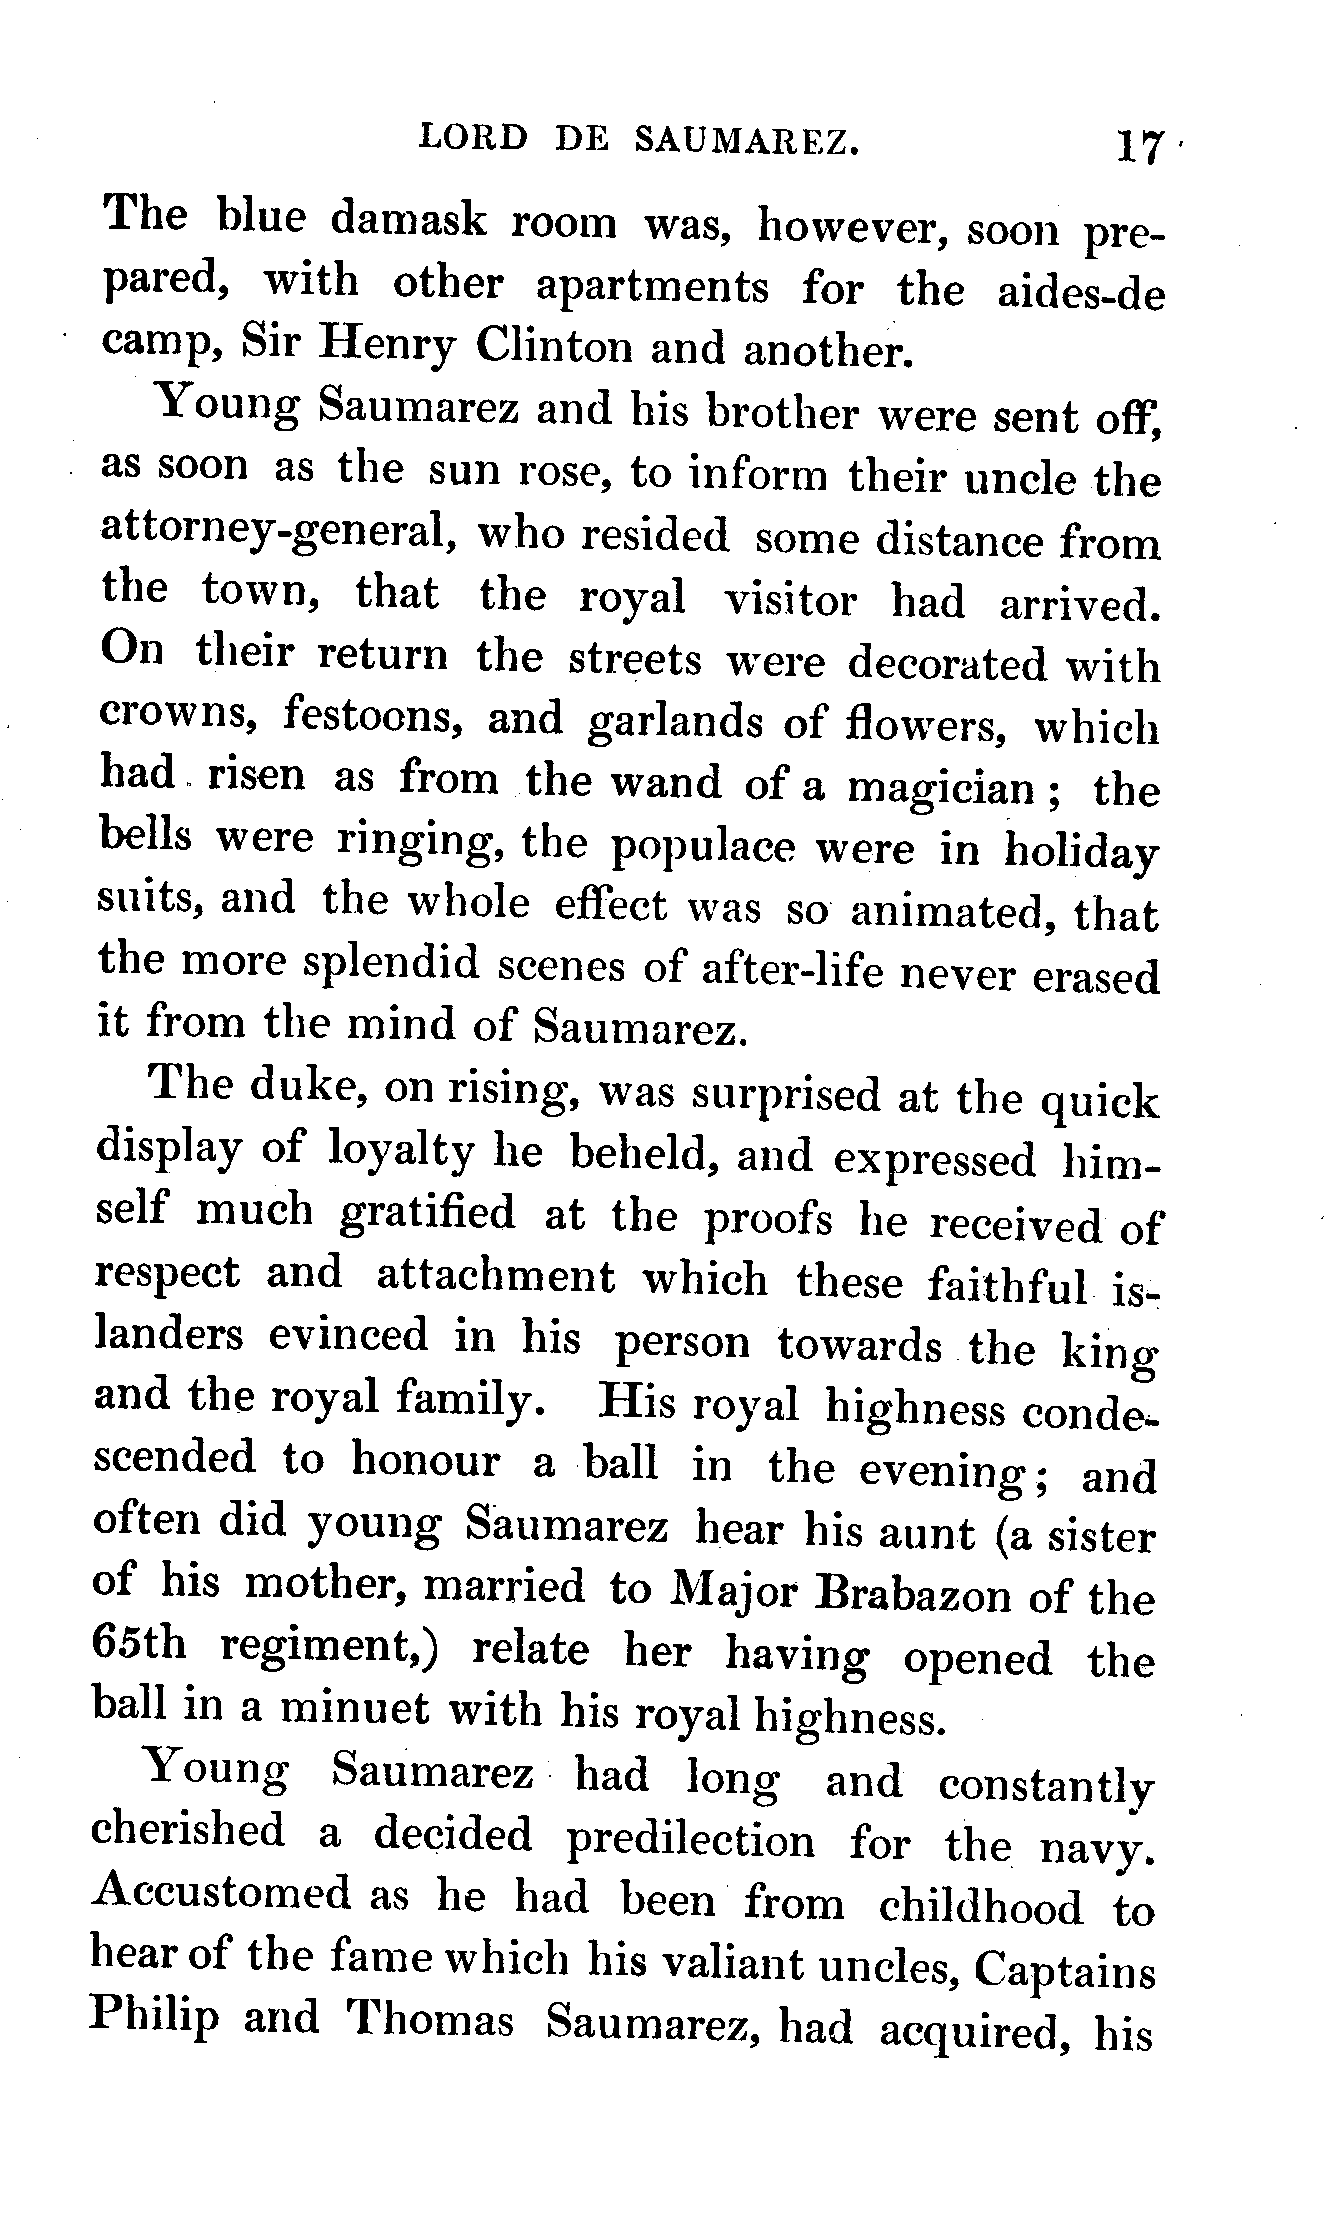 LORD DE SAUMAREZ. 17
The blue damask room was, however, soon pre-
pared, with other apartments for the aides-de
camp, Sir Henry Clinton and another.
Young Saumarez and his brother were sent off,
as soon as the sun rose, to inform their uncle the
attorney-general, who resided some distance from
the town, that the royal visitor had arrived.
On their return the streets were decorated with
crowns, festoons, and garlands of flowers, which
had risen as from the wand of a magician ; the
bells were ringing, the populace were in holiday
suits, and the whole effect was so animated, that
the more splendid scenes of after-life never erased
it from the mind of Saumarez.
The duke, on rising, was surprised at the quick
display of loyalty he beheld, and expressed him-
self much gratified at the proofs he received of
respect and attachment which these faithful is-
landers evinced in his person towards the king
and the royal family. His royal highness conde-
scended to honour a ball in the evening ; and
often did young Saumarez hear his aunt (a sister
of his mother, married to Major Brabazon of the
65th regiment,) relate her having opened the
ball in a minuet with his royal highness.
Young Saumarez had long and constantly
cherished a decided predilection for the navy.
Accustomed as he had been from childhood to
hear of the fame which his valiant uncles, Captains
Philip and Thomas Saumarez, had acquired, his